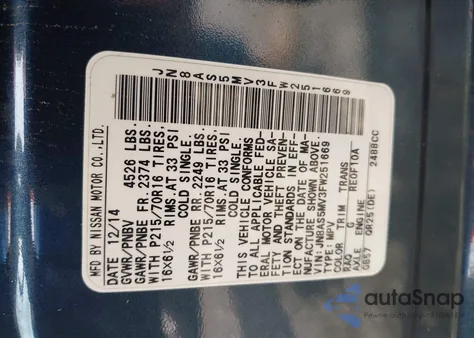 MFD BY NISSAN MOTOR CO.,LTD.
DATE: 12/14
GVWR/PNBV 4526 LBS.
GAWR/PNBE FR. 2374 LBS.
WITH P215/70R16 TIRES
16X6½ RIMS.AT 33 PSI
COLD SINGLE.
GAWR/PNBE RR. 2249 LBS.
WITH P215/70R16 TIRES
16X6½ RIMS.AT 33 PSI
COLD SINGLE.
THIS VEHICLE CONFORMS
TO ALL APPLICABLE FED-
ERAL MOTOR VEHICLE SA-
FETY AND THEFT PREVEN-
TION STANDARDS IN EFF-
ECT ON THE DATE OF MA-
NUFACTURE SHOWN ABOVE.
VIN:JN8AS5MV3FW251669
TYPE: MPV
COLOR TRIM TRANS
RAQ REOF10A
AXLE ENGINE
GB57 QR25(DE) 2488CC
JN8AS5MV3FW251669
autoSnap